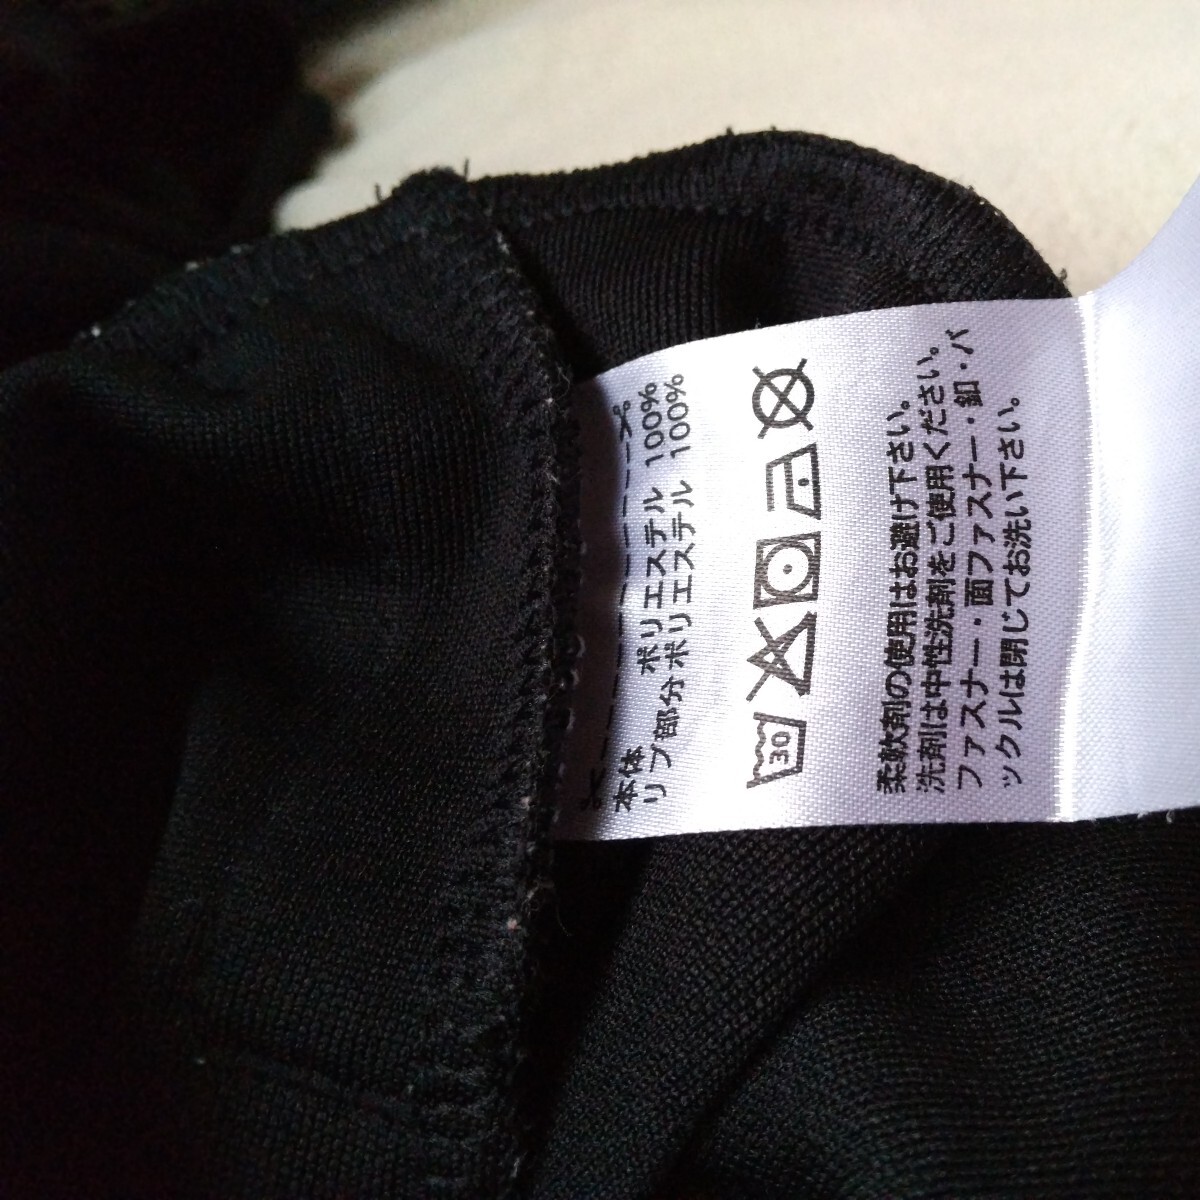 本体　ポリエステル 100%
リブ部分 ポリエステル 100%
30
柔軟剤の使用はお避け下さい。
洗剤は中性洗剤をご使用ください。
ファスナー・面ファスナー・釦・バ
ックルは閉じてお洗い下さい。